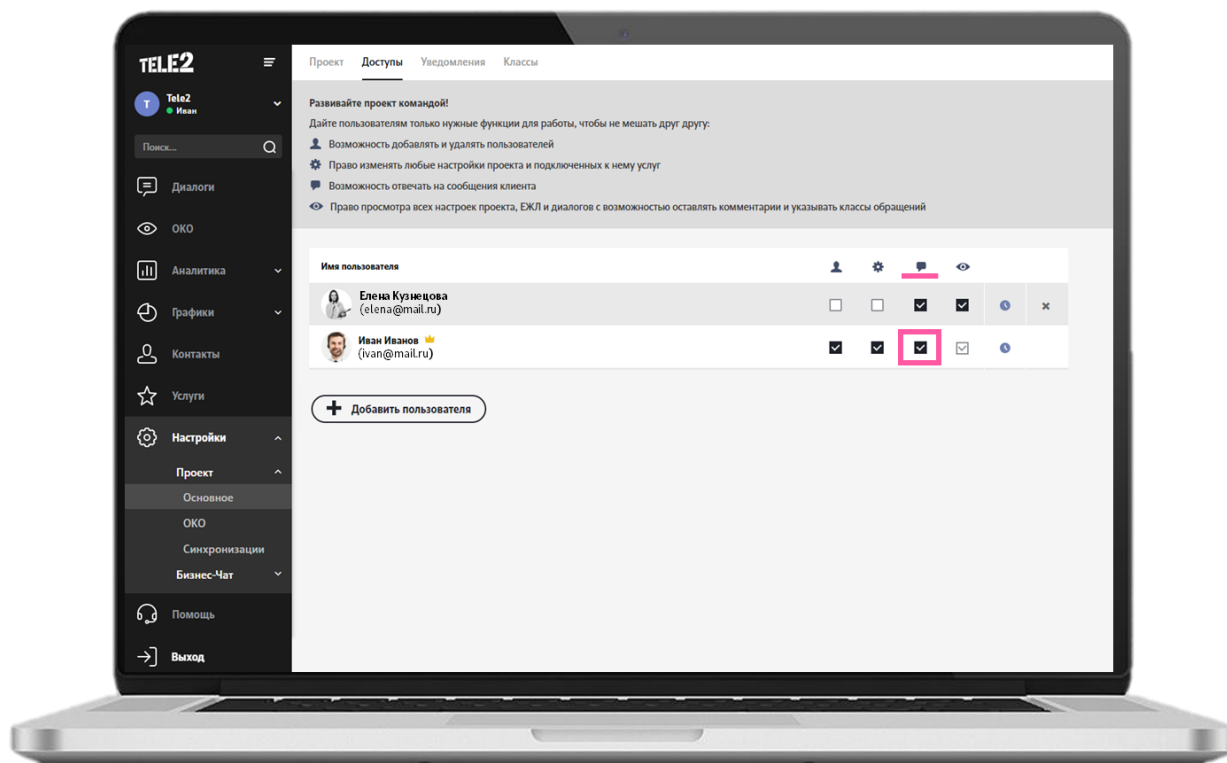 TELE2
Проект Доступы Уведомления Классы
T
Tele2
Иван
Поиск...
Диалоги
ОКО
Аналитика
Графики
Контакты
Услуги
Настройки
Проект
Основное
ОКО
Синхронизации
Бизнес-Чат
Помощь
Выход
Развивайте проект командой!
Дайте пользователям только нужные функции для работы, чтобы не мешать друг другу:
Возможность добавлять и удалять пользователей
Право изменять любые настройки проекта и подключенных к нему услуг
Возможность отвечать на сообщения клиента
Право просмотра всех настроек проекта, ЕЖЛ и диалогов с возможностью оставлять комментарии и указывать классы обращений
Имя пользователя
Елена Кузнецова
(elena@mail.ru)
Иван Иванов
(ivan@mail.ru)
Добавить пользователя